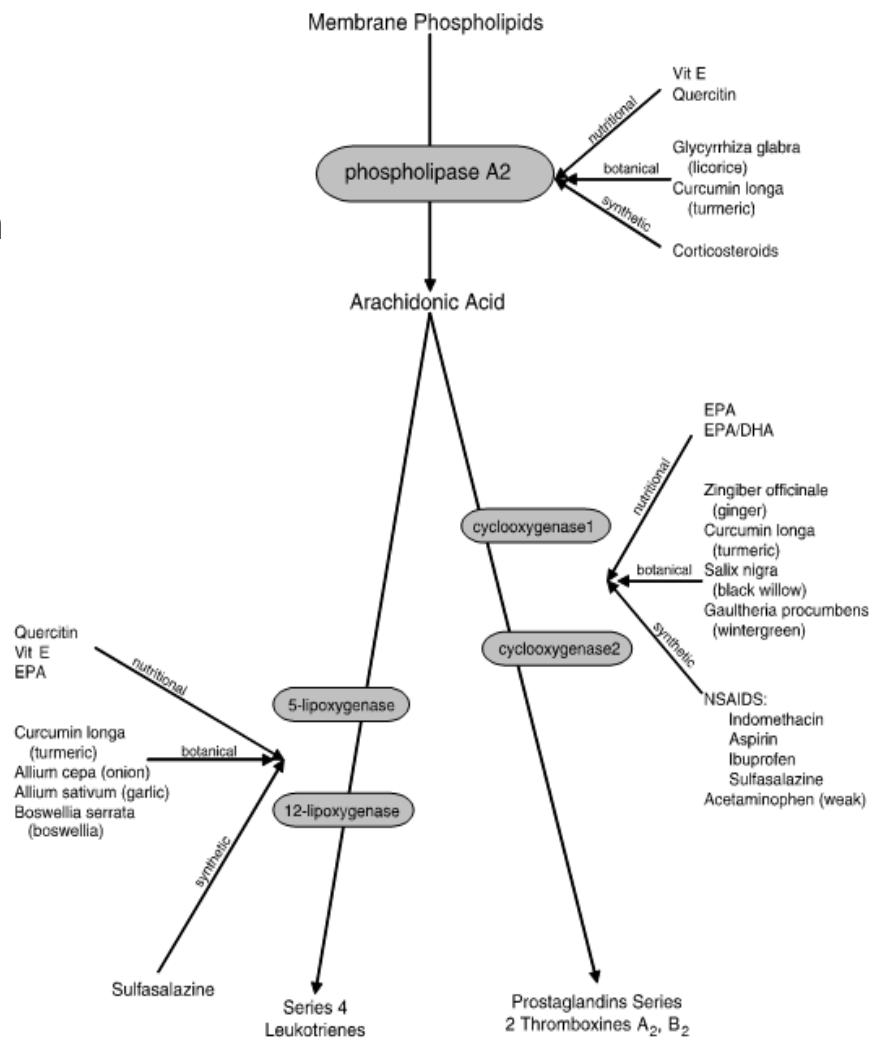 Membrane Phospholipids
Vit E
Quercitin
nutritional
phospholipase A2
botanical
Glycyrrhiza glabra
(licorice)
Curcumin longa
(turmeric)
synthetic
Corticosteroids
Arachidonic Acid
EPA
EPA/DHA
nutritional
Zingiber officinale
(ginger)
Curcumin longa
(turmeric)
Salix nigra
(black willow)
Gaultheria procumbens
(wintergreen)
botanical
cyclooxygenase1
cyclooxygenase2
synthetic
NSAIDS:
Indomethacin
Aspirin
Ibuprofen
Sulfasalazine
Acetaminophen (weak)
Quercitin
Vit E
EPA
nutritional
5-lipoxygenase
Curcumin longa
(turmeric)
Allium cepa (onion)
Allium sativum (garlic)
Boswellia serrata
(boswellia)
botanical
12-lipoxygenase
synthetic
Sulfasalazine
Series 4
Leukotrienes
Prostaglandins Series
2 Thromboxines A₂, B₂